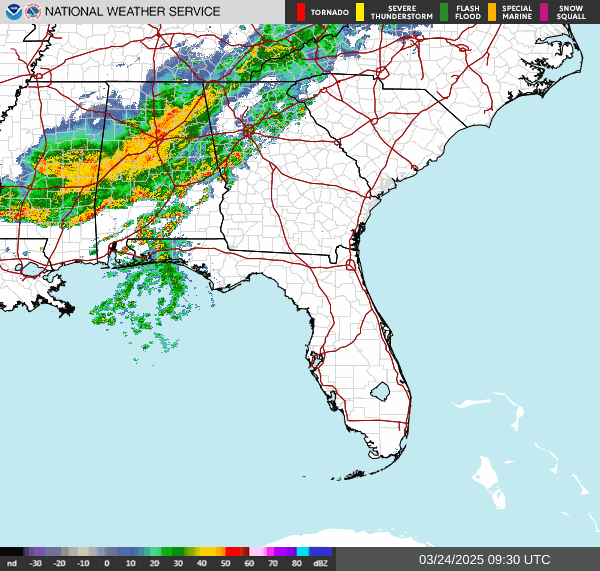 NATIONAL WEATHER SERVICE
TORNADO
SEVERE
THUNDERSTORM
FLASH
FLOOD
SPECIAL
MARINE
SNOW
SQUALL
nd -30 -20 -10 0 10 20 30 40 50 60 70 80 dBZ
03/24/2025 09:30 UTC